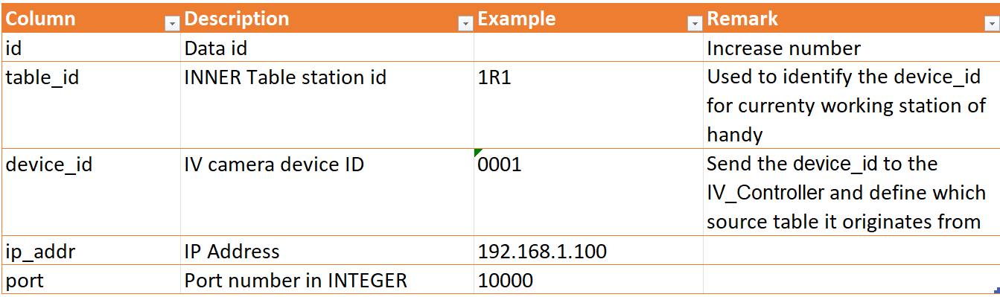 Column Description Example Remark
id Data id Increase number
table_id INNER Table station id 1R1 Used to identify the device_id
for currenty working station of
handy
device_id IV camera device ID 0001 Send the device_id to the
IV_Controller and define which
source table it originates from
ip_addr IP Address 192.168.1.100
port Port number in INTEGER 10000